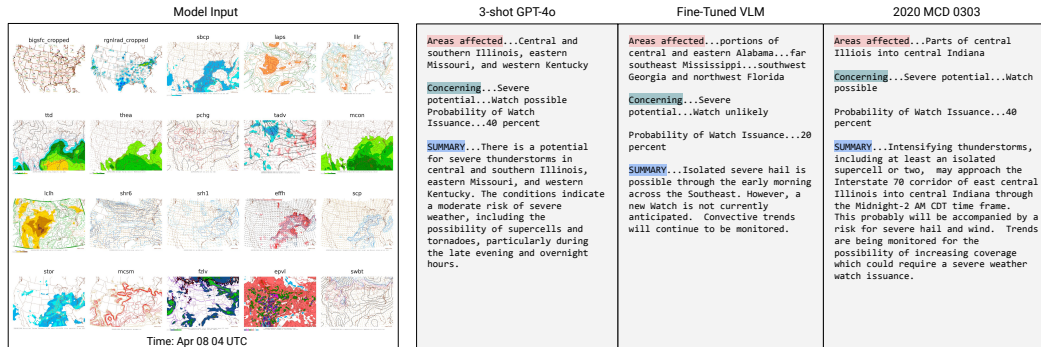 Model Input
bigsfc_cropped rgnlrad_cropped sbcp laps lllr
ttd thea pchg tadv mcon
lclh shr6 srh1 effh scp
stor mcsm fzlv epvl swbt
Time: Apr 08 04 UTC
3-shot GPT-4o
Areas affected...Central and
southern Illinois, eastern
Missouri, and western Kentucky
Concerning...Severe
potential...Watch possible
Probability of Watch
Issuance...40 percent
SUMMARY...There is a potential
for severe thunderstorms in
central and southern Illinois,
eastern Missouri, and western
Kentucky. The conditions indicate
a moderate risk of severe
weather, including the
possibility of supercells and
tornadoes, particularly during
the late evening and overnight
hours.
Fine-Tuned VLM
Areas affected...portions of
central and eastern Alabama...far
southeast Mississippi...southwest
Georgia and northwest Florida
Concerning...Severe
potential...Watch unlikely
Probability of Watch Issuance...20
percent
SUMMARY...Isolated severe hail is
possible through the early morning
across the Southeast. However, a
new Watch is not currently
anticipated. Convective trends
will continue to be monitored.
2020 MCD 0303
Areas affected...Parts of central
Illiois into central Indiana
Concerning...Severe potential...Watch
possible
Probability of Watch Issuance...40
percent
SUMMARY...Intensifying thunderstorms,
including at least an isolated
supercell or two, may approach the
Interstate 70 corridor of east central
Illinois into central Indiana through
the Midnight-2 AM CDT time frame.
This probably will be accompanied by a
risk for severe hail and wind. Trends
are being monitored for the
possibility of increasing coverage
which could require a severe weather
watch issuance.